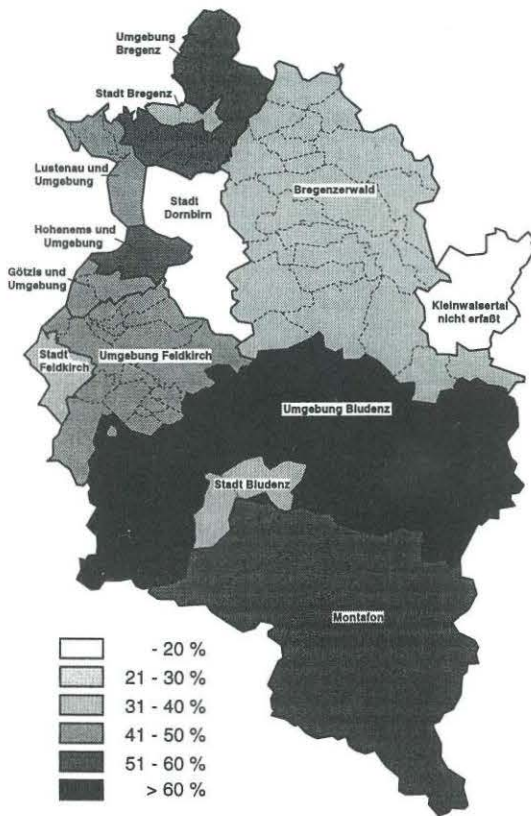 Umgebung
Bregenz
Stadt Bregenz
Lustenau und
Umgebung
Stadt
Dornbirn
Bregenzerwald
Hohenems und
Umgebung
Götzis und
Umgebung
Kleinwalsertal
nicht erfaßt
Stadt
Feldkirch
Umgebung Feldkirch
Umgebung Bludenz
Stadt Bludenz
Montafon
- 20 %
21 - 30 %
31 - 40 %
41 - 50 %
51 - 60 %
> 60 %